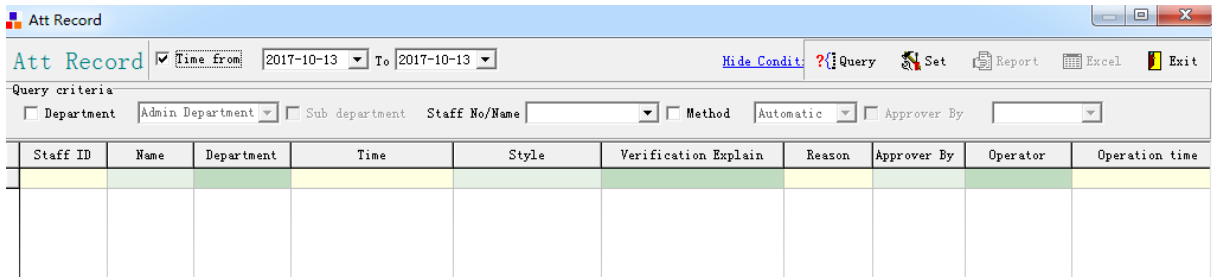 Att Record
Att Record Time from 2017-10-13 To 2017-10-13 Hide Condit: ?{} Query Set Report Excel Exit
Query criteria
Department Admin Department Sub department Staff No/Name Method Automatic Approver By
Staff ID Name Department Time Style Verification Explain Reason Approver By Operator Operation time